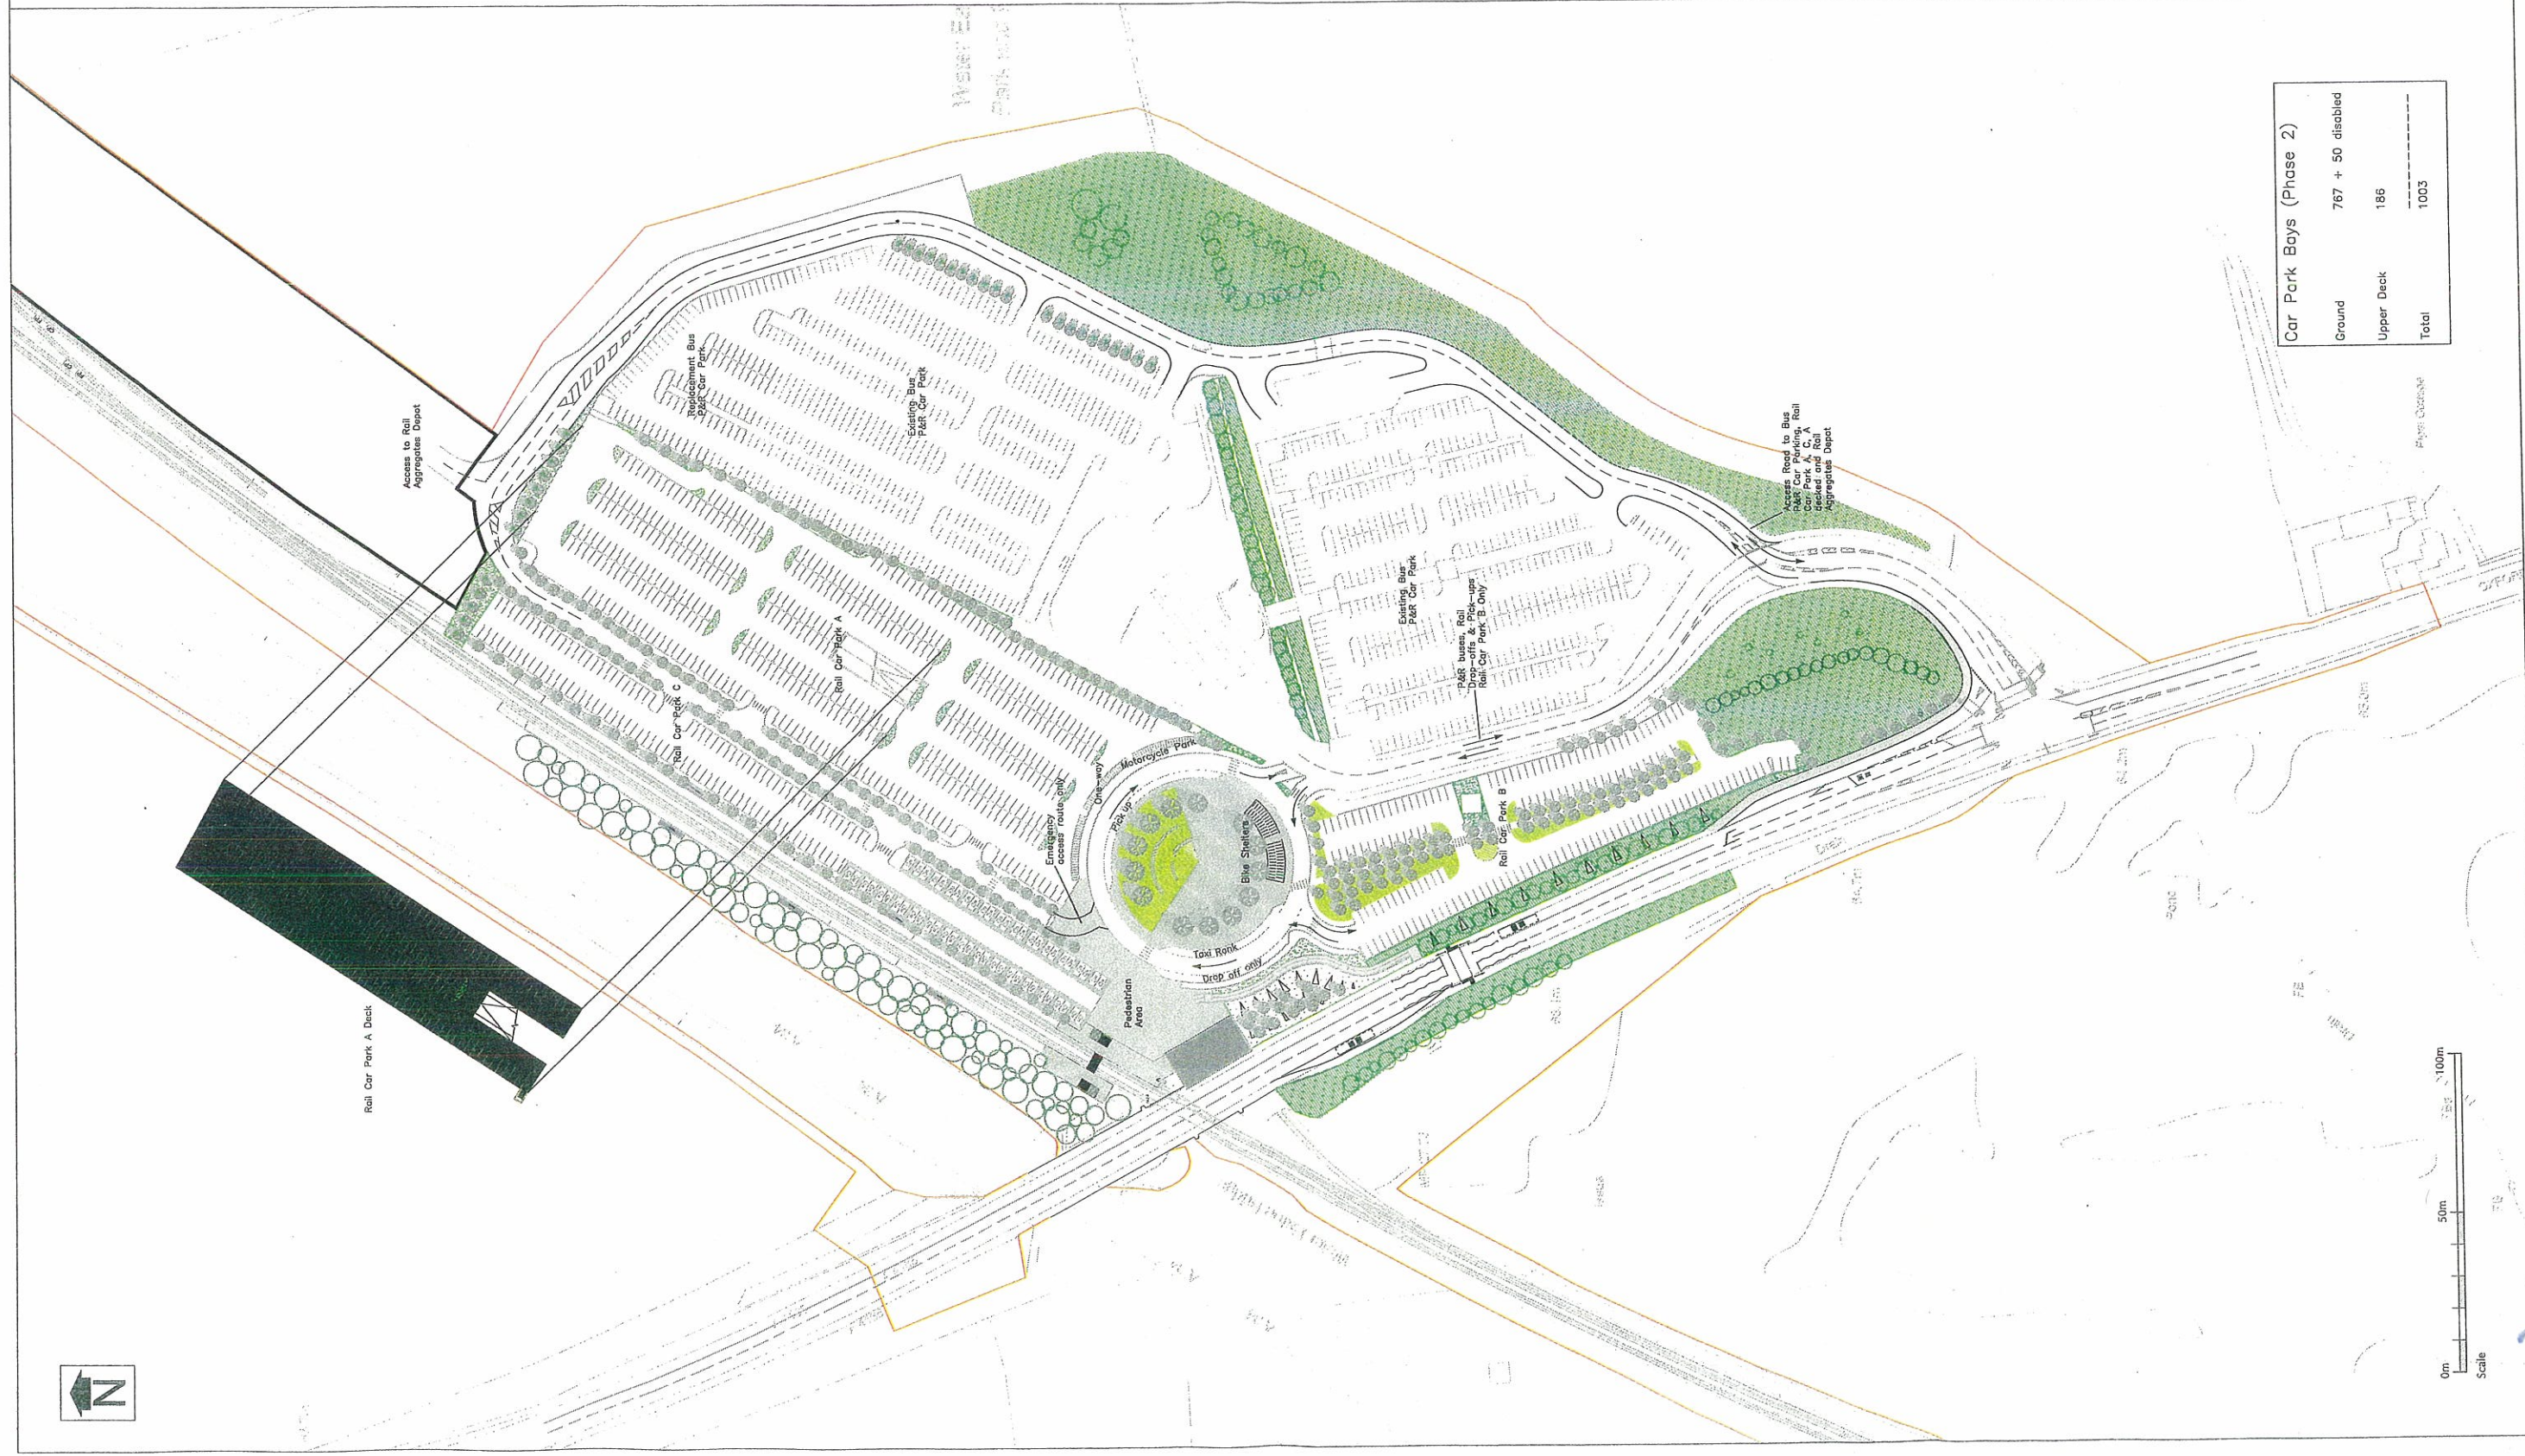 Car Park Bays (Phase 2)
Ground 767 + 50 disabled
Upper Deck 186
Total 1003
Access to Rail
Aggregates Depot
Replacement Bus
P&R Car Park
Existing Bus
P&R Car Park
Rail Car Park A
Rail Car Park C
Rail Car Park A Deck
Emergency
access route only
One-way
Pick up
Motorcycle Park
Bike Shelters
Taxi Rank
Drop off only
Pedestrian
Area
Rail Car Park B
P&R buses, Rail
Drop-offs & Pick-ups
Rail Car Park B Only
Existing Bus
P&R Car Park
Access Road to Bus
P&R Car Parking, Rail
Car Park A, C, A
decked and Rail
Aggregates Depot
Drain
Pond
FB
N
0m 50m 100m
Scale